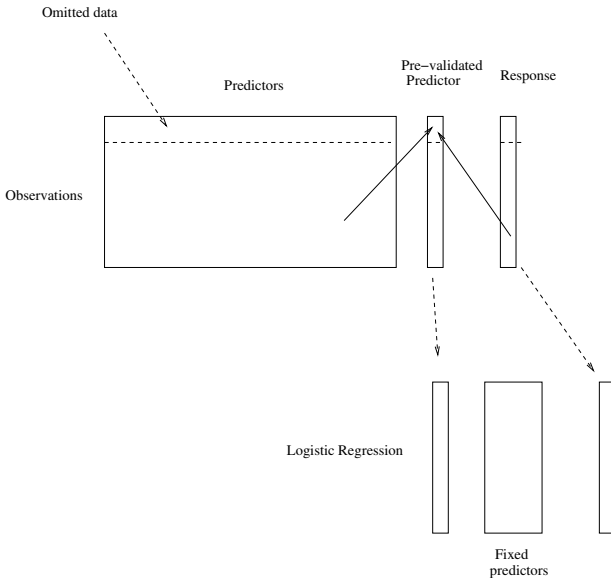 Omitted data
Predictors
Pre-validated
Predictor
Response
Observations
Logistic Regression
Fixed
predictors